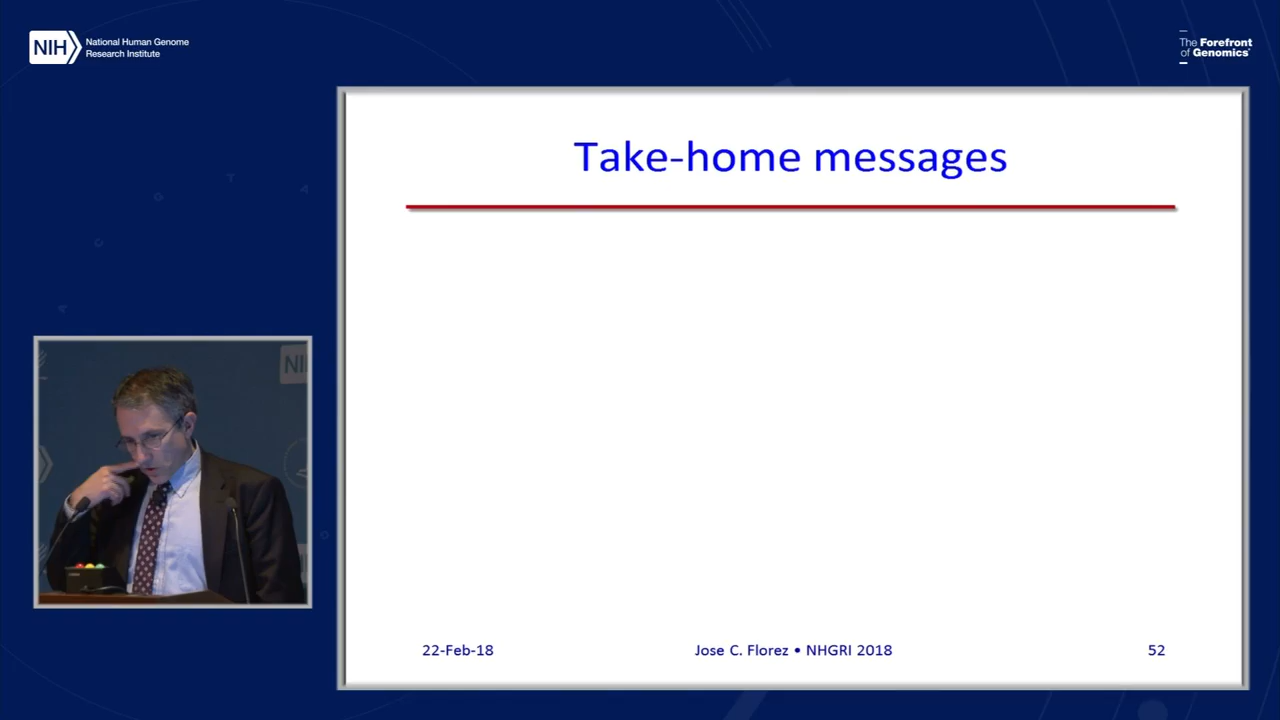 NIH
National Human Genome
Research Institute
The Forefront
of Genomics®
Take-home messages
NI
22-Feb-18
Jose C. Florez • NHGRI 2018
52